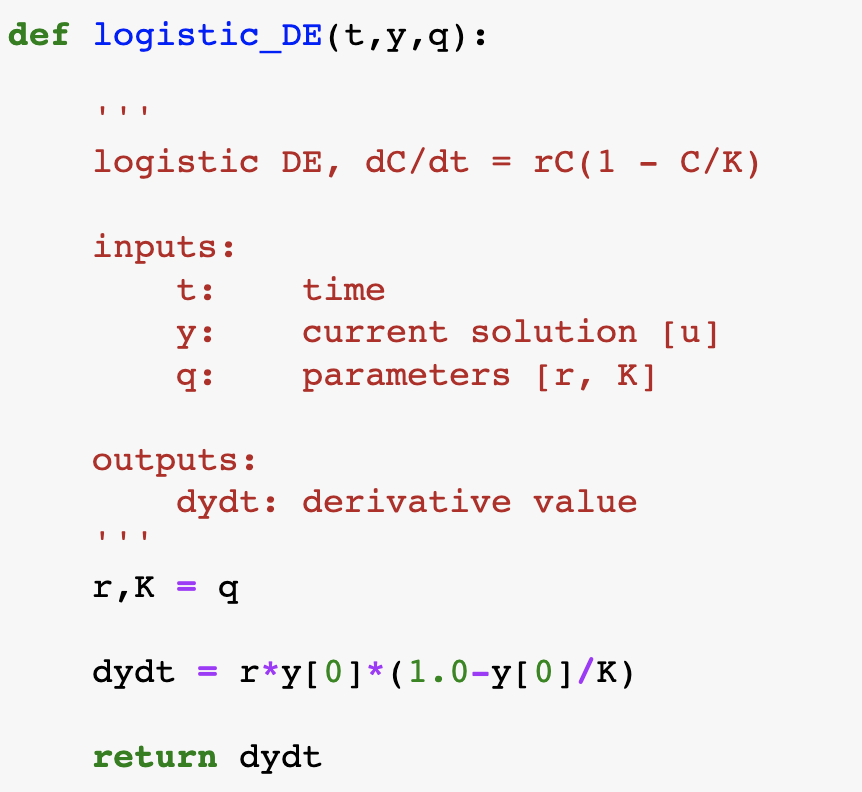 def logistic_DE(t,y,q):
    '''
    logistic DE, dC/dt = rC(1 - C/K)
    inputs:
        t:    time
        y:    current solution [u]
        q:    parameters [r, K]
    outputs:
        dydt: derivative value
    '''
    r,K = q
    dydt = r*y[0]*(1.0-y[0]/K)
    return dydt